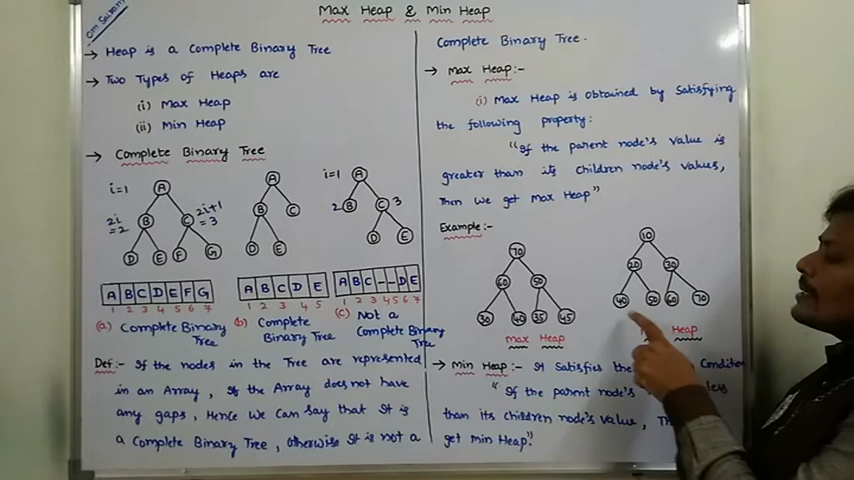 Om Sairam
Max Heap & Min Heap
→ Heap is a Complete Binary Tree
→ Two Types of Heaps are
(i) Max Heap
(ii) Min Heap
→ Complete Binary Tree
i=1 A
2i =2 B C 2i+1 =3
D E F G
A B C D E F G
1 2 3 4 5 6 7
(a) Complete Binary Tree
A
B C
D E
A B C D E
1 2 3 4 5
(b) Complete Binary Tree
i=1 A
2 B C 3
D E
A B C - - D E
1 2 3 4 5 6 7
(c) Not a Complete Binary Tree
Def:- If the nodes in the Tree are represented
in an Array, If the Array does not have
any gaps, Hence we can say that It is
a Complete Binary Tree, Otherwise It is not a
Complete Binary Tree.
→ Max Heap:-
(i) Max Heap is obtained by Satisfying
the following property:
"If the parent node's value is
greater than its children node's values,
Then we get Max Heap"
Example:-
70
60 50
30 40 35 45
Max Heap
10
20 30
40 50 60 70
Heap
→ Min Heap:- It Satisfies the Condition
"If the parent node's less
than its children node's value,
get min Heap"